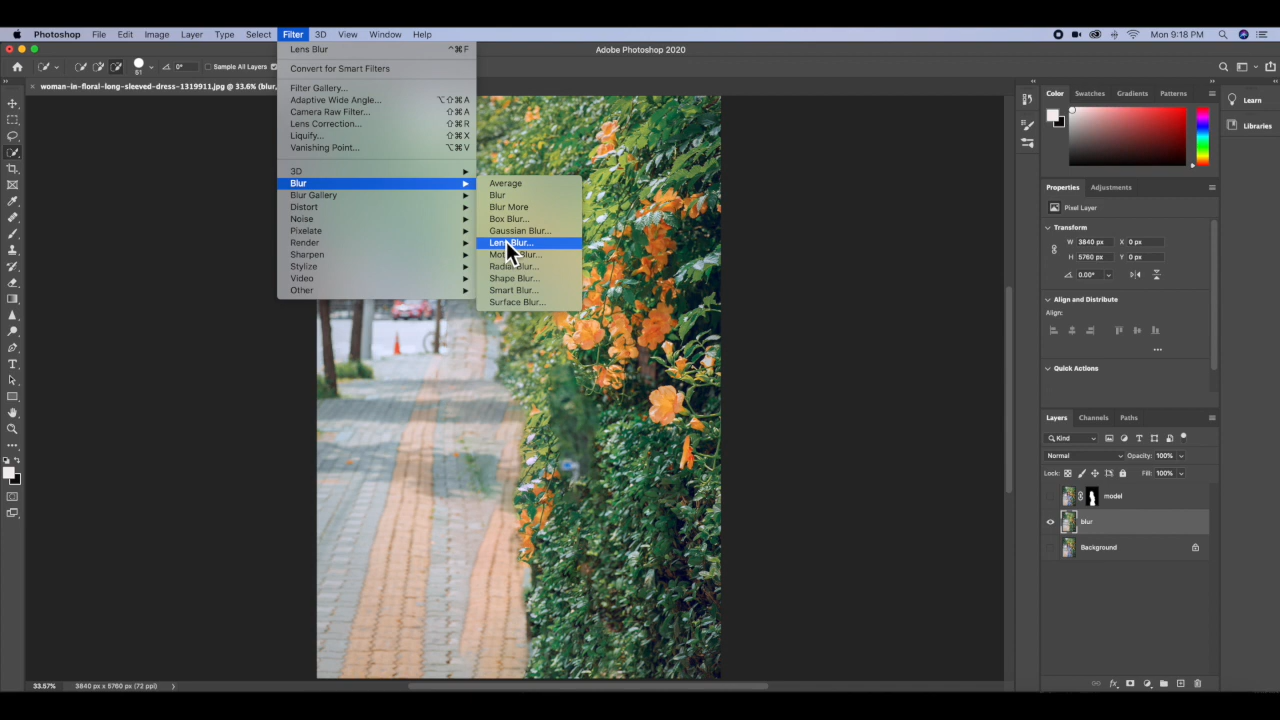 Photoshop File Edit Image Layer Type Select Filter 3D View Window Help Mon 9:18 PM
Adobe Photoshop 2020
61 0° Sample All Layers
× woman-in-floral-long-sleeved-dress-1319911.jpg @ 33.6% (blur,
Lens Blur ^⌘F
Convert for Smart Filters
Filter Gallery...
Adaptive Wide Angle... ⌥⇧⌘A
Camera Raw Filter... ⇧⌘A
Lens Correction... ⇧⌘R
Liquify... ⇧⌘X
Vanishing Point... ⌥⌘V
3D
Blur
Blur Gallery
Distort
Noise
Pixelate
Render
Sharpen
Stylize
Video
Other
Average
Blur
Blur More
Box Blur...
Gaussian Blur...
Lens Blur...
Radial Blur...
Shape Blur...
Smart Blur...
Surface Blur...
Color Swatches Gradients Patterns
Learn
Libraries
Properties Adjustments
Pixel Layer
Transform
W 3840 px X 0 px
H 5760 px Y 0 px
0.00°
Align and Distribute
Align:
Quick Actions
Layers Channels Paths
Kind
Normal Opacity: 100%
Lock: Fill: 100%
model
blur
Background
fx
33.57% 3840 px x 5760 px (72 ppi)